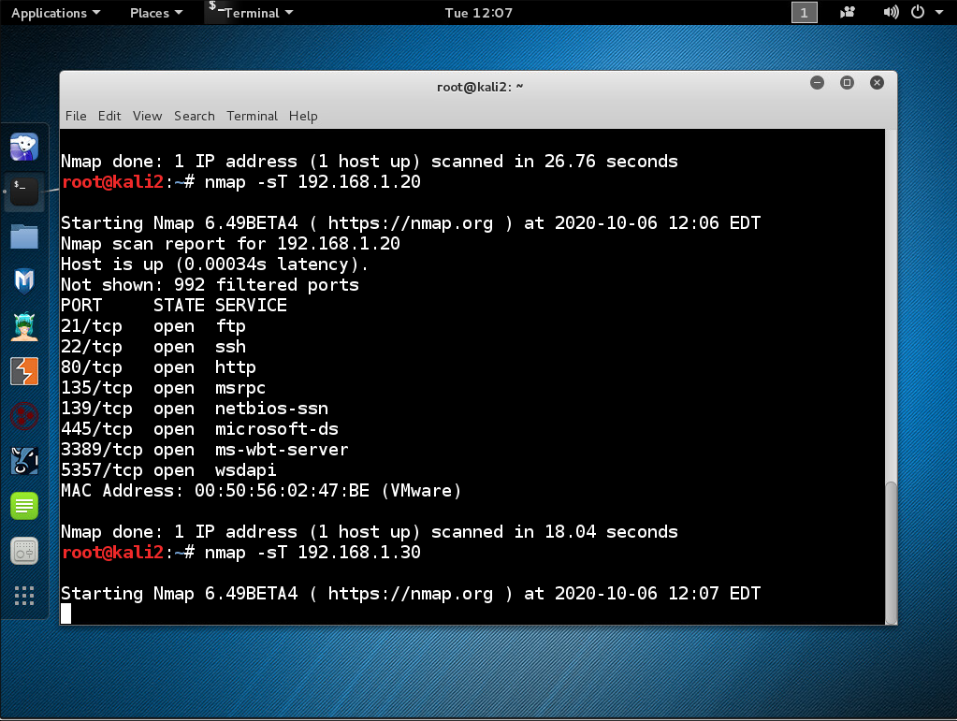 Applications Places $_Terminal Tue 12:07 1
root@kali2: ~
File Edit View Search Terminal Help
Nmap done: 1 IP address (1 host up) scanned in 26.76 seconds
root@kali2:~# nmap -sT 192.168.1.20
Starting Nmap 6.49BETA4 ( https://nmap.org ) at 2020-10-06 12:06 EDT
Nmap scan report for 192.168.1.20
Host is up (0.00034s latency).
Not shown: 992 filtered ports
PORT     STATE SERVICE
21/tcp   open  ftp
22/tcp   open  ssh
80/tcp   open  http
135/tcp  open  msrpc
139/tcp  open  netbios-ssn
445/tcp  open  microsoft-ds
3389/tcp open  ms-wbt-server
5357/tcp open  wsdapi
MAC Address: 00:50:56:02:47:BE (VMware)
Nmap done: 1 IP address (1 host up) scanned in 18.04 seconds
root@kali2:~# nmap -sT 192.168.1.30
Starting Nmap 6.49BETA4 ( https://nmap.org ) at 2020-10-06 12:07 EDT